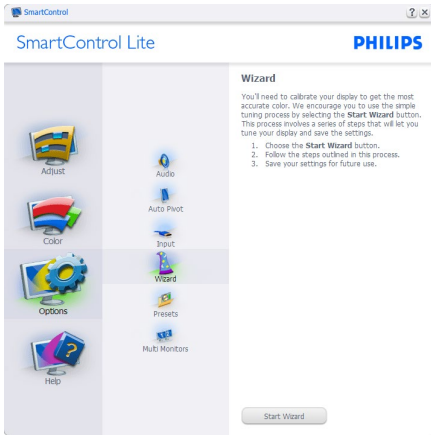 SmartControl
? ×
SmartControl Lite
PHILIPS
Adjust
Color
Options
Help
Audio
Auto Pivot
Input
Wizard
Presets
Multi Monitors
Wizard
You'll need to calibrate your display to get the most
accurate color. We encourage you to use the simple
tuning process by selecting the Start Wizard button.
This process involves a series of steps that will let you
tune your display and save the settings.
1. Choose the Start Wizard button.
2. Follow the steps outlined in this process.
3. Save your settings for future use.
Start Wizard